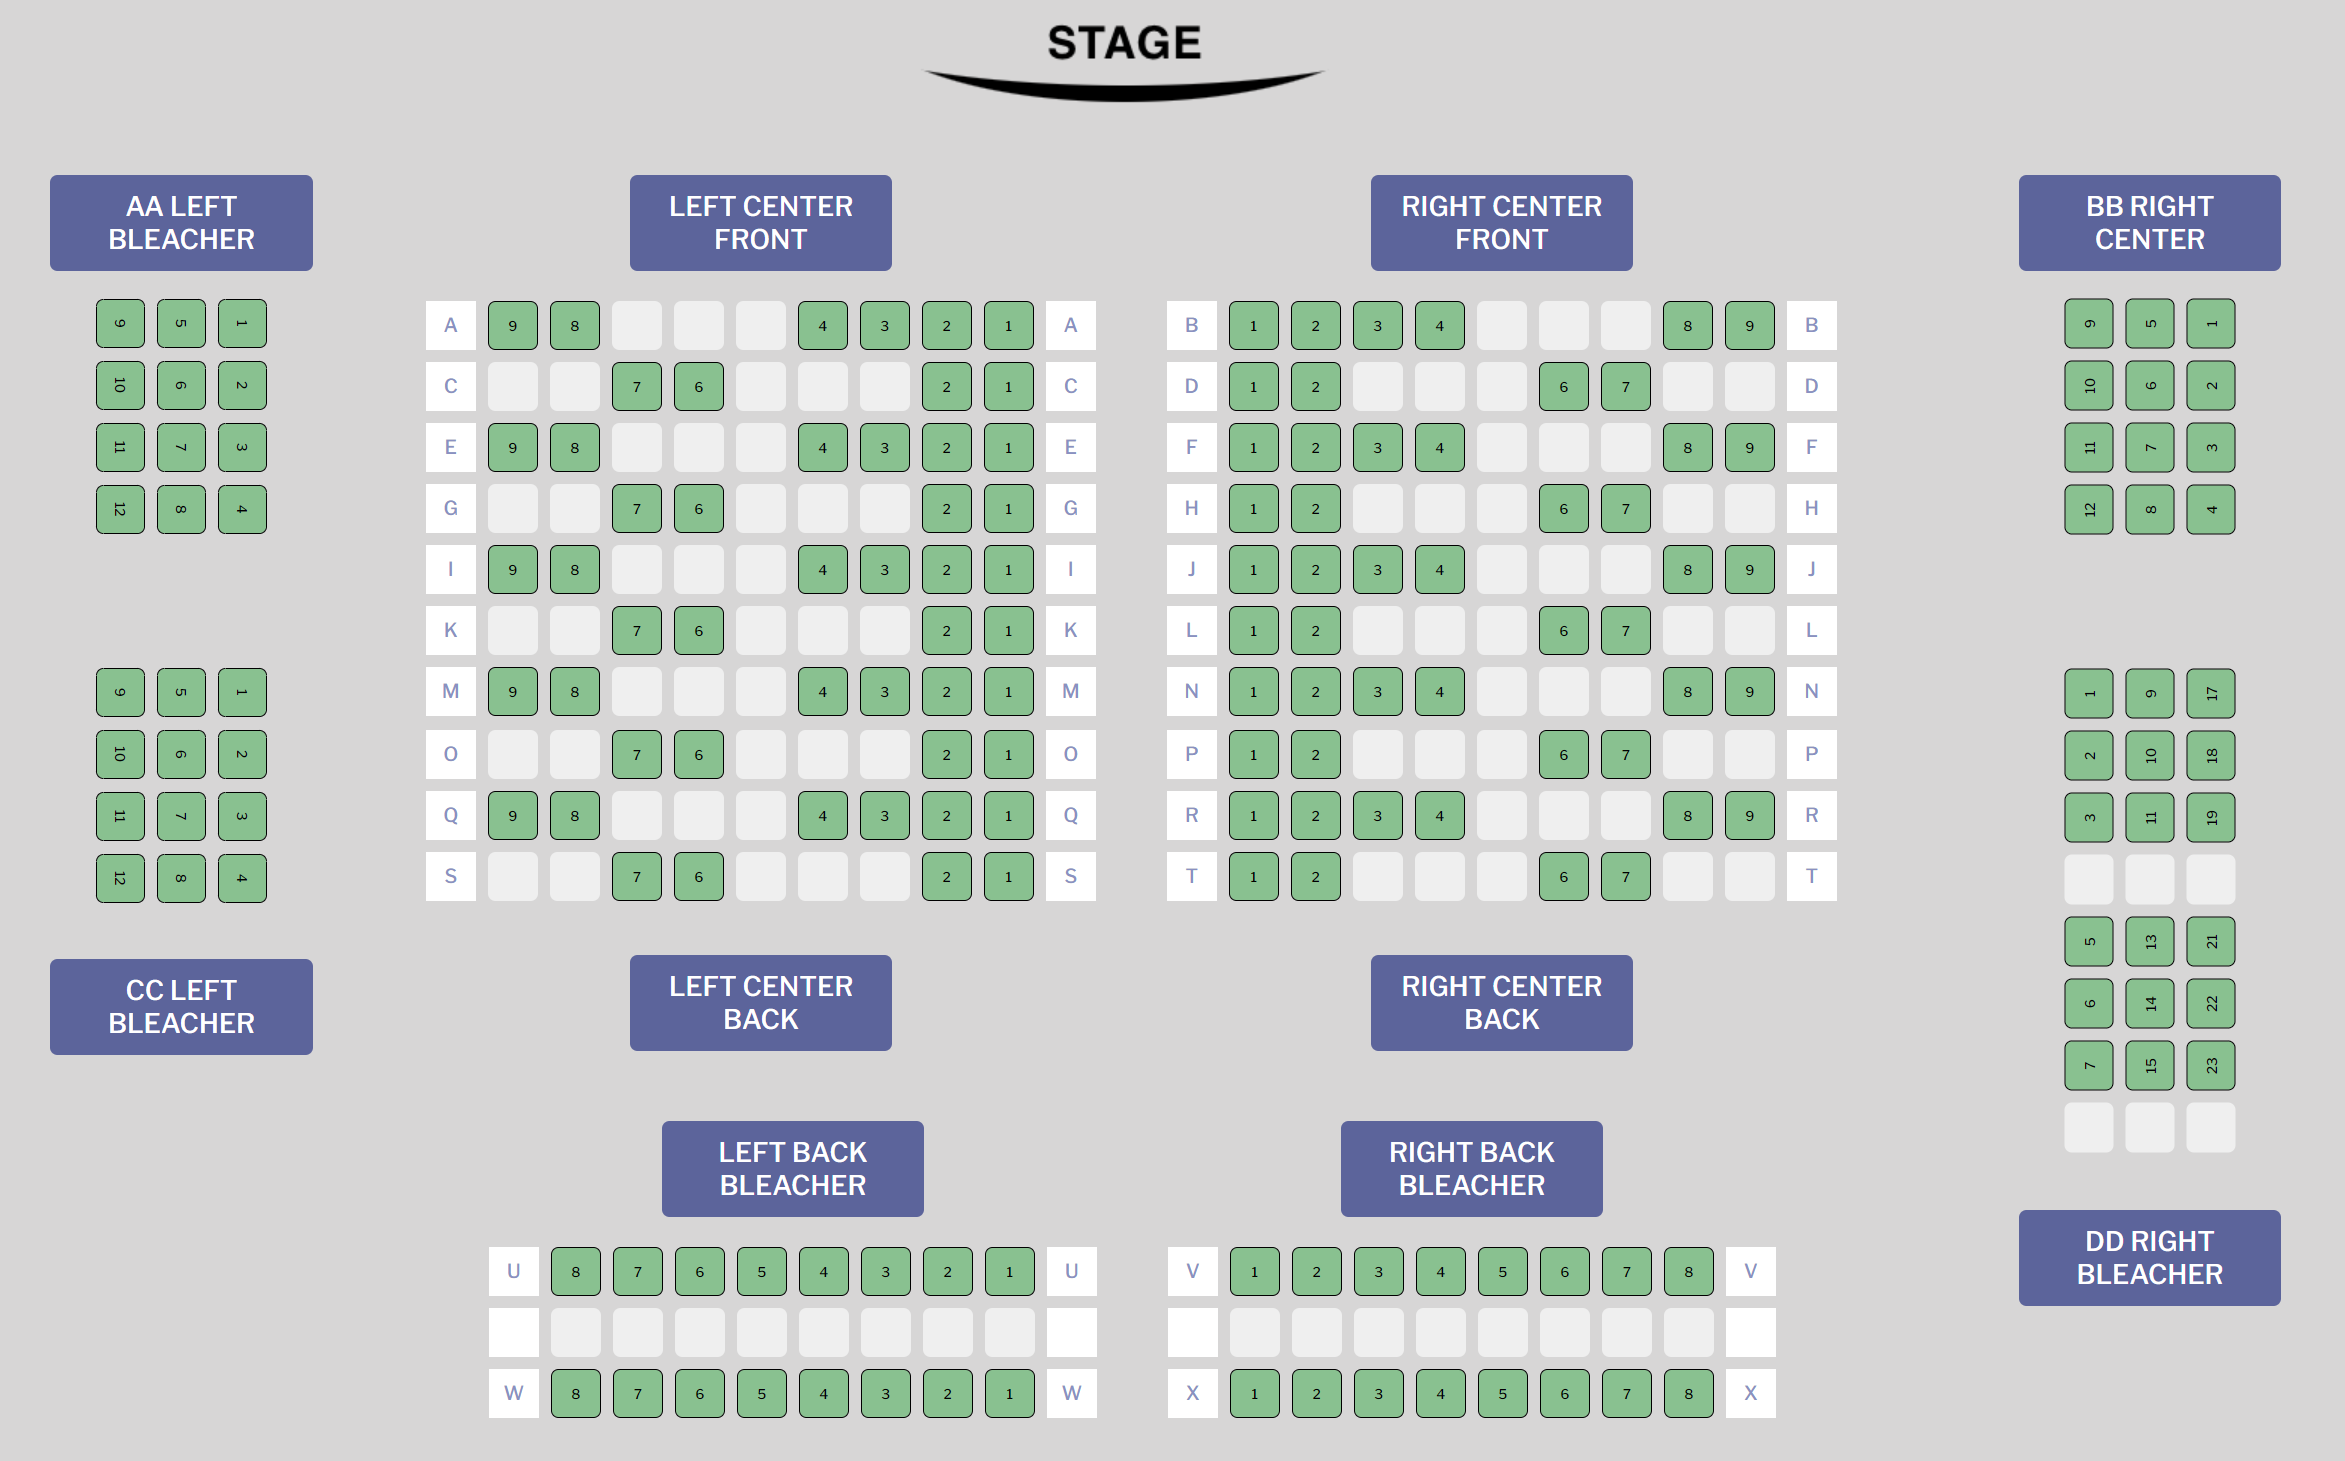 STAGE
AA LEFT
BLEACHER
LEFT CENTER
FRONT
RIGHT CENTER
FRONT
BB RIGHT
CENTER
9 5 1
10 6 2
11 7 3
12 8 4
A 9 8 4 3 2 1 A
C 7 6 2 1 C
E 9 8 4 3 2 1 E
G 7 6 2 1 G
I 9 8 4 3 2 1 I
K 7 6 2 1 K
M 9 8 4 3 2 1 M
O 7 6 2 1 O
Q 9 8 4 3 2 1 Q
S 7 6 2 1 S
B 1 2 3 4 8 9 B
D 1 2 6 7 D
F 1 2 3 4 8 9 F
H 1 2 6 7 H
J 1 2 3 4 8 9 J
L 1 2 6 7 L
N 1 2 3 4 8 9 N
P 1 2 6 7 P
R 1 2 3 4 8 9 R
T 1 2 6 7 T
9 5 1
10 6 2
11 7 3
12 8 4
9 5 1
10 6 2
11 7 3
12 8 4
1 9 17
2 10 18
3 11 19
5 13 21
6 14 22
7 15 23
CC LEFT
BLEACHER
LEFT CENTER
BACK
RIGHT CENTER
BACK
LEFT BACK
BLEACHER
RIGHT BACK
BLEACHER
DD RIGHT
BLEACHER
U 8 7 6 5 4 3 2 1 U
W 8 7 6 5 4 3 2 1 W
V 1 2 3 4 5 6 7 8 V
X 1 2 3 4 5 6 7 8 X